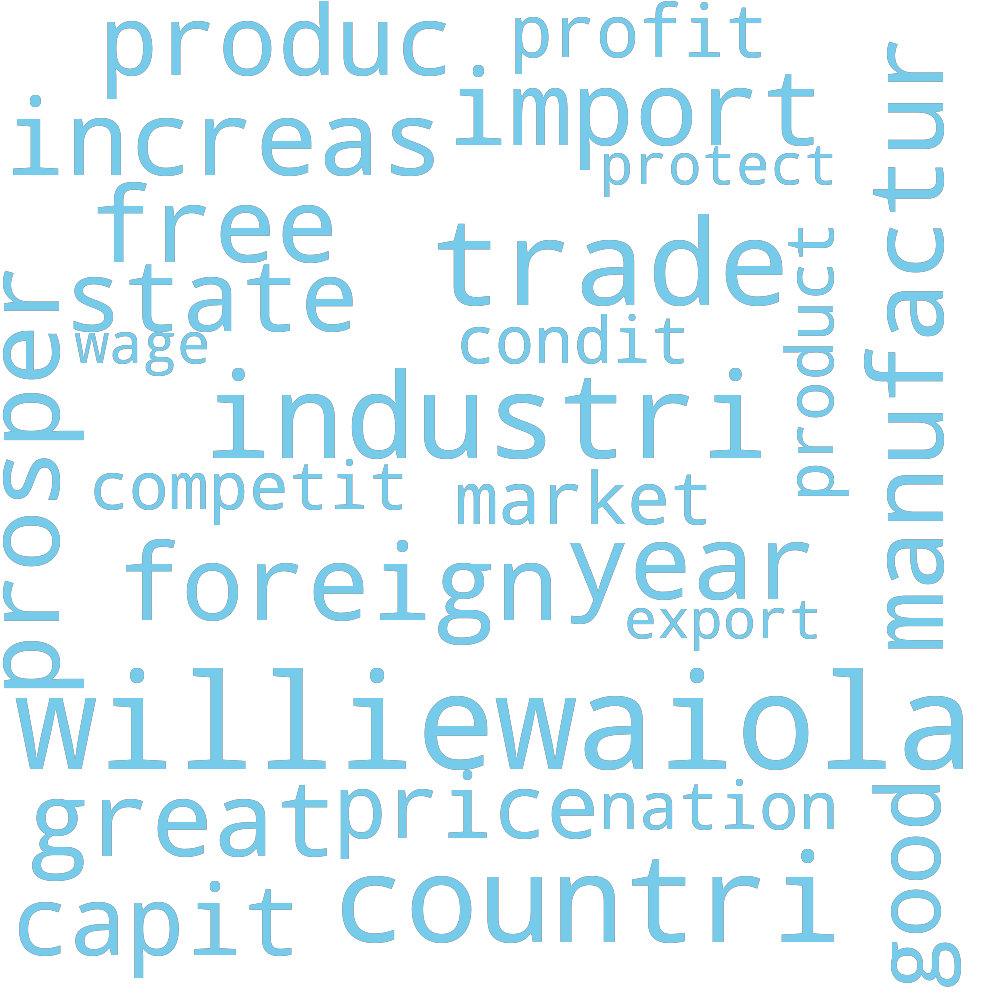 produc
profit
increas
import
protect
manufactur
free
trade
product
state
wage
condit
prosper
industri
competit
market
foreign
year
export
williewaiola
great
price
nation
good
capit
countri